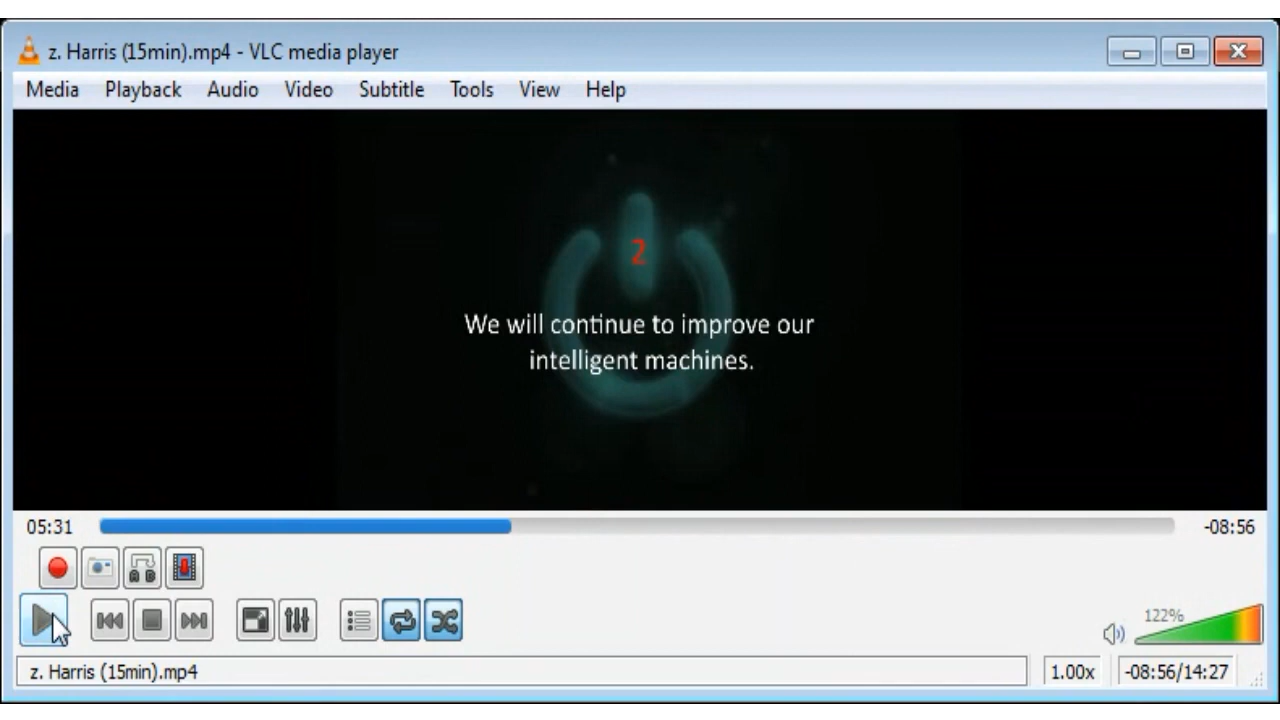 z. Harris (15min).mp4 - VLC media player
Media Playback Audio Video Subtitle Tools View Help
2
We will continue to improve our
intelligent machines.
05:31 -08:56
A B
122%
z. Harris (15min).mp4 1.00x -08:56/14:27